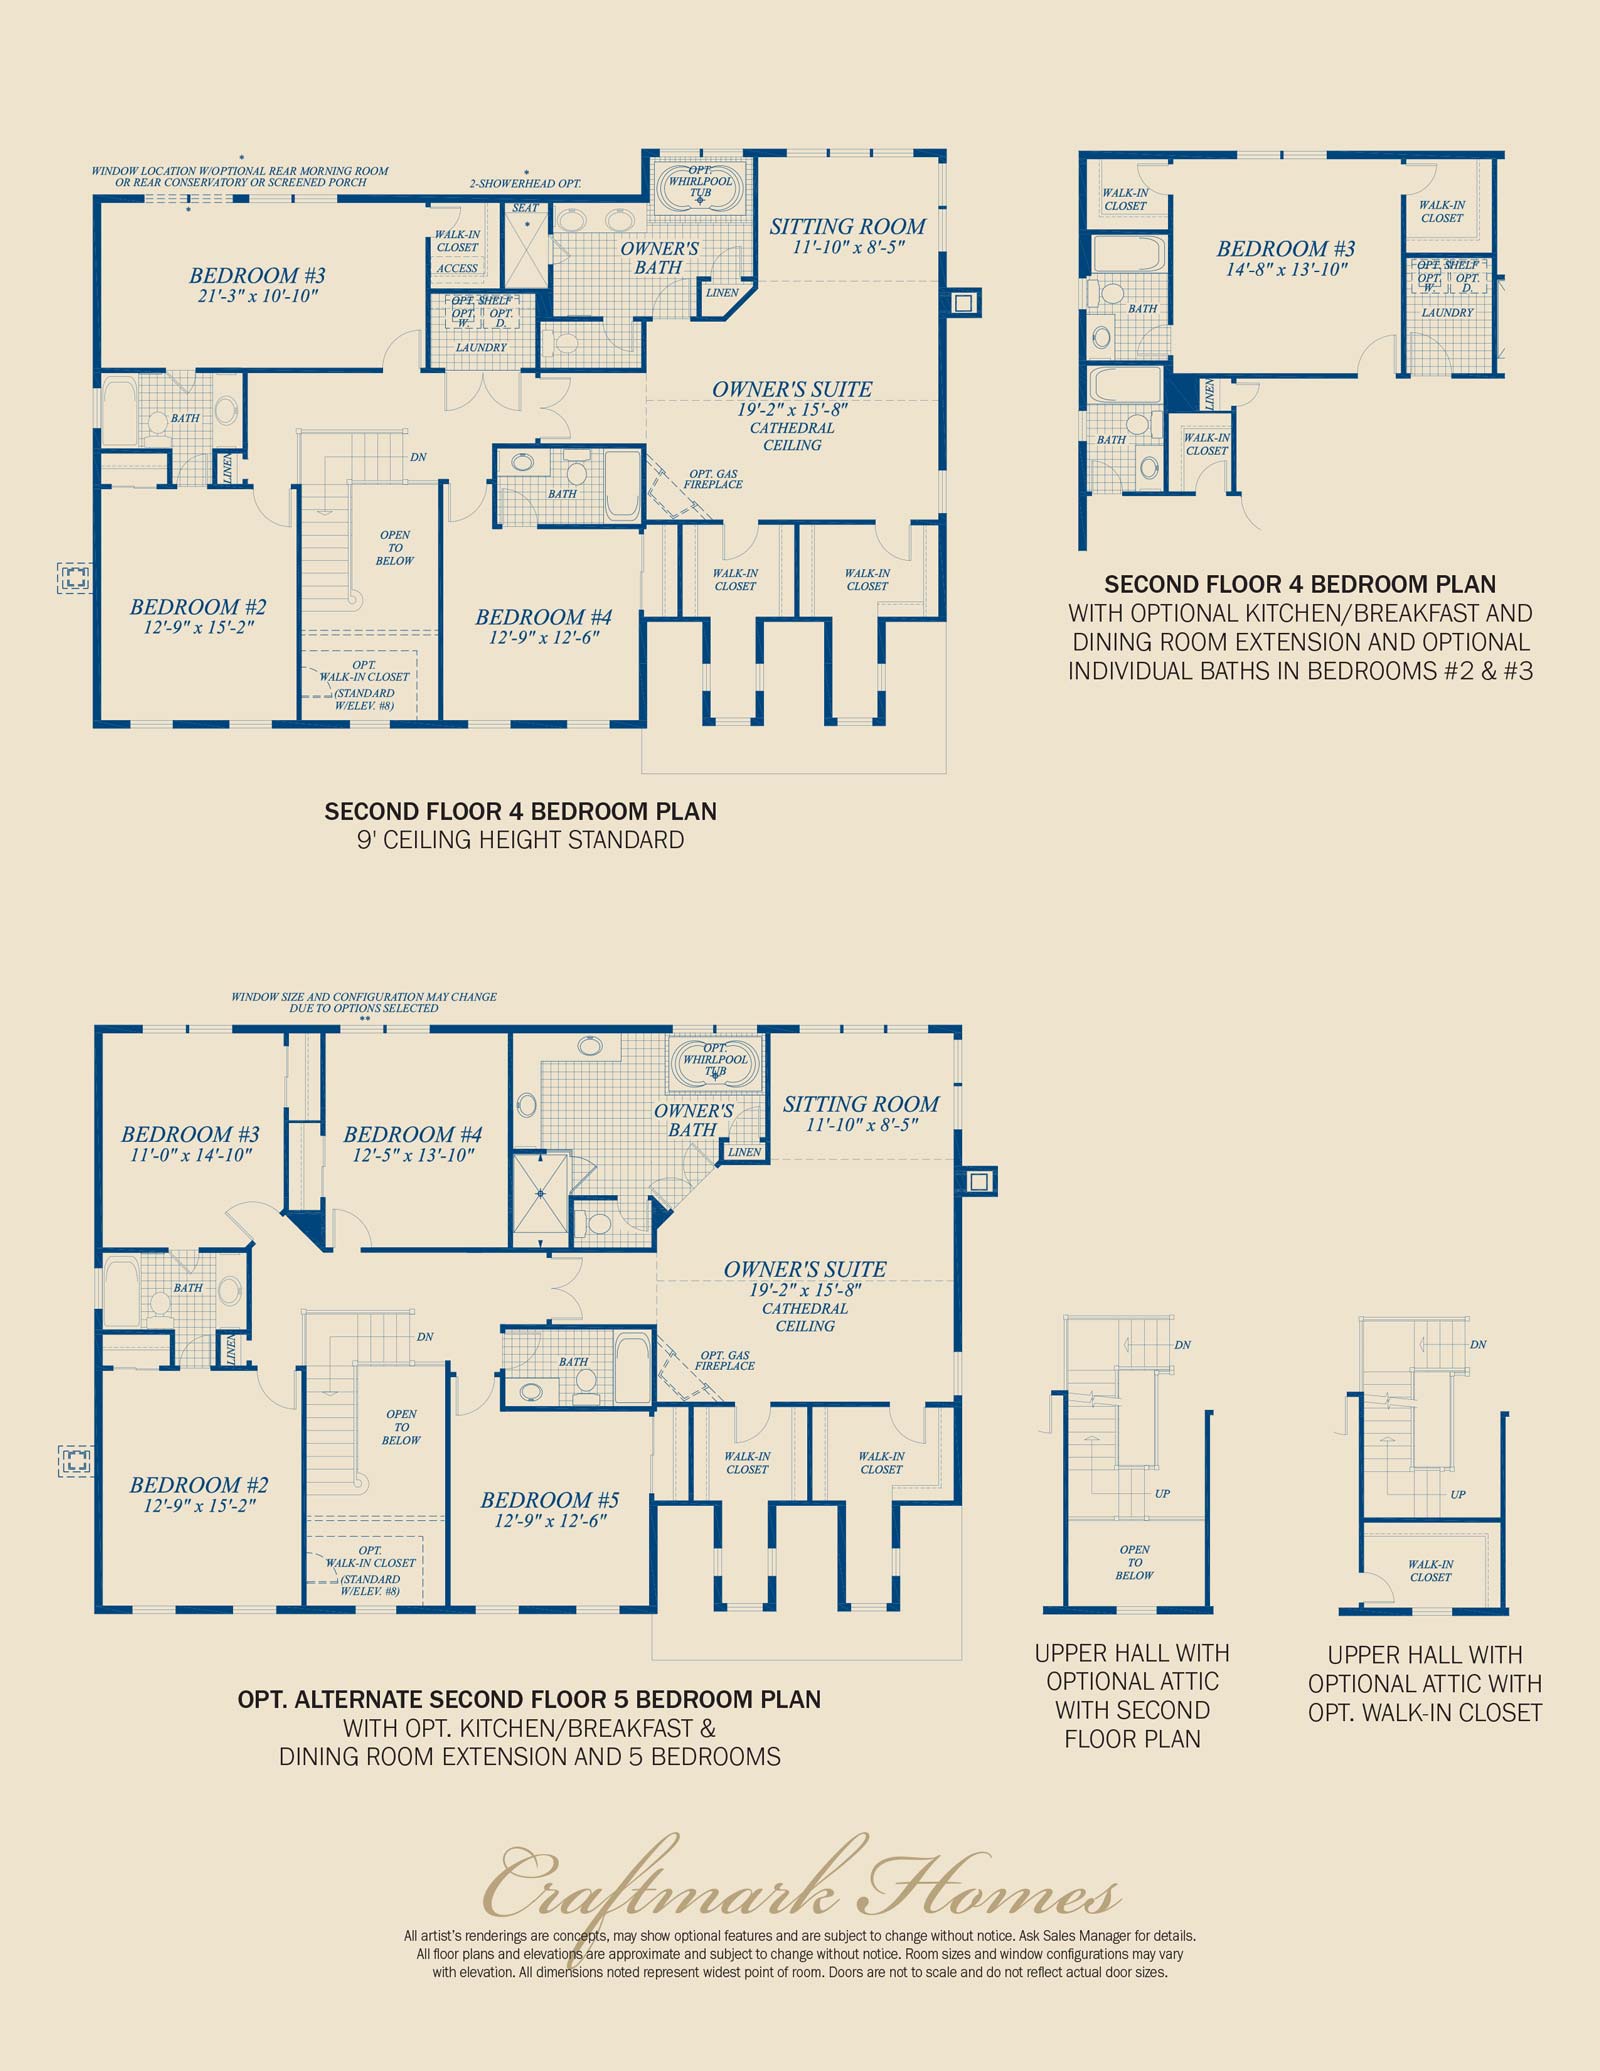 *
WINDOW LOCATION W/OPTIONAL REAR MORNING ROOM
OR REAR CONSERVATORY OR SCREENED PORCH
*
*
2-SHOWERHEAD OPT.
SEAT
*
OPT.
WHIRLPOOL
TUB
SITTING ROOM
11'-10" x 8'-5"
OWNER'S
BATH
WALK-IN
CLOSET
ACCESS
BEDROOM #3
21'-3" x 10'-10"
LINEN
OPT. SHELF
OPT. OPT.
W. D.
LAUNDRY
OWNER'S SUITE
19'-2" x 15'-8"
CATHEDRAL
CEILING
BATH
LINEN
DN
OPT. GAS
FIREPLACE
BATH
OPEN
TO
BELOW
WALK-IN
CLOSET
WALK-IN
CLOSET
BEDROOM #2
12'-9" x 15'-2"
BEDROOM #4
12'-9" x 12'-6"
OPT.
WALK-IN CLOSET
(STANDARD
W/ELEV. #8)
SECOND FLOOR 4 BEDROOM PLAN
9' CEILING HEIGHT STANDARD
WALK-IN
CLOSET
WALK-IN
CLOSET
BEDROOM #3
14'-8" x 13'-10"
OPT. SHELF
OPT. OPT.
W. D.
LAUNDRY
BATH
LINEN
BATH
WALK-IN
CLOSET
SECOND FLOOR 4 BEDROOM PLAN
WITH OPTIONAL KITCHEN/BREAKFAST AND
DINING ROOM EXTENSION AND OPTIONAL
INDIVIDUAL BATHS IN BEDROOMS #2 & #3
WINDOW SIZE AND CONFIGURATION MAY CHANGE
DUE TO OPTIONS SELECTED
**
OPT.
WHIRLPOOL
TUB
OWNER'S
BATH
SITTING ROOM
11'-10" x 8'-5"
BEDROOM #3
11'-0" x 14'-10"
BEDROOM #4
12'-5" x 13'-10"
LINEN
OWNER'S SUITE
19'-2" x 15'-8"
CATHEDRAL
CEILING
BATH
LINEN
DN
BATH
OPT. GAS
FIREPLACE
OPEN
TO
BELOW
WALK-IN
CLOSET
WALK-IN
CLOSET
BEDROOM #2
12'-9" x 15'-2"
BEDROOM #5
12'-9" x 12'-6"
OPT.
WALK-IN CLOSET
(STANDARD
W/ELEV. #8)
OPT. ALTERNATE SECOND FLOOR 5 BEDROOM PLAN
WITH OPT. KITCHEN/BREAKFAST &
DINING ROOM EXTENSION AND 5 BEDROOMS
DN
UP
OPEN
TO
BELOW
UPPER HALL WITH
OPTIONAL ATTIC
WITH SECOND
FLOOR PLAN
DN
UP
WALK-IN
CLOSET
UPPER HALL WITH
OPTIONAL ATTIC WITH
OPT. WALK-IN CLOSET
Craftmark Homes
All artist's renderings are concepts, may show optional features and are subject to change without notice. Ask Sales Manager for details.
All floor plans and elevations are approximate and subject to change without notice. Room sizes and window configurations may vary
with elevation. All dimensions noted represent widest point of room. Doors are not to scale and do not reflect actual door sizes.